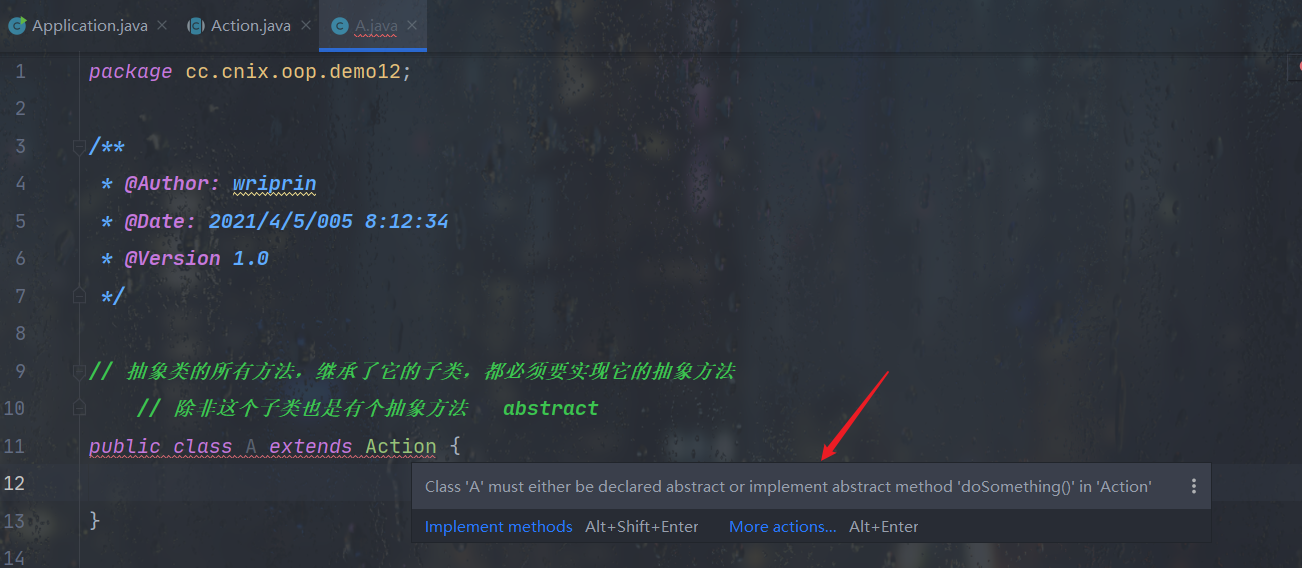 Application.java Action.java A.java
1 package cc.cnix.oop.demo12;
2
3 /**
4 * @Author: wriprin
5 * @Date: 2021/4/5/005 8:12:34
6 * @Version 1.0
7 */
8
9 // 抽象类的所有方法，继承了它的子类，都必须要实现它的抽象方法
10 // 除非这个子类也是有个抽象方法 abstract
11 public class A extends Action {
12
Class 'A' must either be declared abstract or implement abstract method 'doSomething()' in 'Action'
13 }
Implement methods Alt+Shift+Enter More actions... Alt+Enter
14